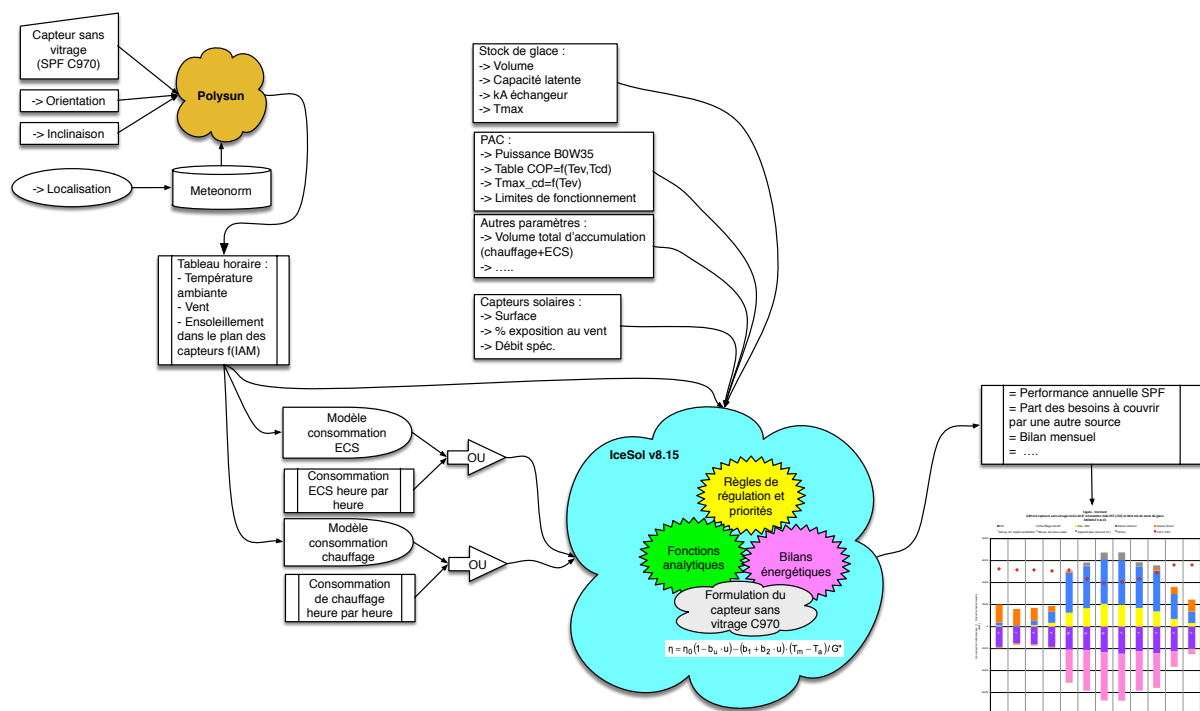 Capteur sans
vitrage
(SPF C970)
-> Orientation
-> Inclinaison
-> Localisation
Polysun
Meteonorm
Tableau horaire :
- Température
ambiante
- Vent
- Ensoleillement
dans le plan des
capteurs f(IAM)
Stock de glace :
-> Volume
-> Capacité latente
-> kA échangeur
-> Tmax
PAC :
-> Puissance B0W35
-> Table COP=f(Tev,Tcd)
-> Tmax_cd=f(Tev)
-> Limites de fonctionnement
Autres paramètres :
-> Volume total d'accumulation
(chauffage+ECS)
-> .....
Capteurs solaires :
-> Surface
-> % exposition au vent
-> Débit spéc.
Modèle
consommation
ECS
Consommation
ECS heure par
heure
OU
Modèle
consommation
chauffage
Consommation
de chauffage
heure par heure
OU
IceSol v8.15
Règles de
régulation et
priorités
Fonctions
analytiques
Bilans
énergétiques
Formulation du
capteur sans
vitrage C970
η = η0(1−bu·u)−(b1+b2·u)·(Tm−Ta)/G"
= Performance annuelle SPF
= Part des besoins à couvrir
par une autre source
= Bilan mensuel
= ....